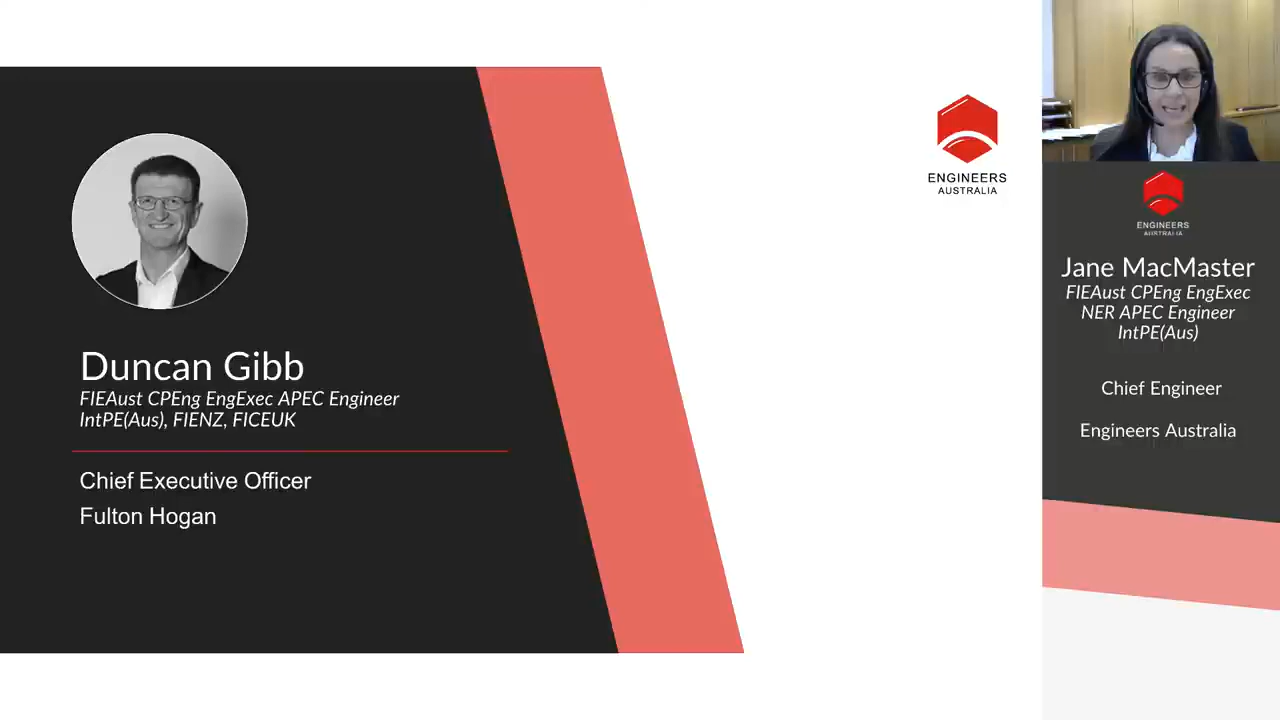 Duncan Gibb
FIEAust CPEng EngExec APEC Engineer
IntPE(Aus), FIENZ, FICEUK
Chief Executive Officer
Fulton Hogan
ENGINEERS
AUSTRALIA
ENGINEERS
AUSTRALIA
Jane MacMaster
FIEAust CPEng EngExec
NER APEC Engineer
IntPE(Aus)
Chief Engineer
Engineers Australia